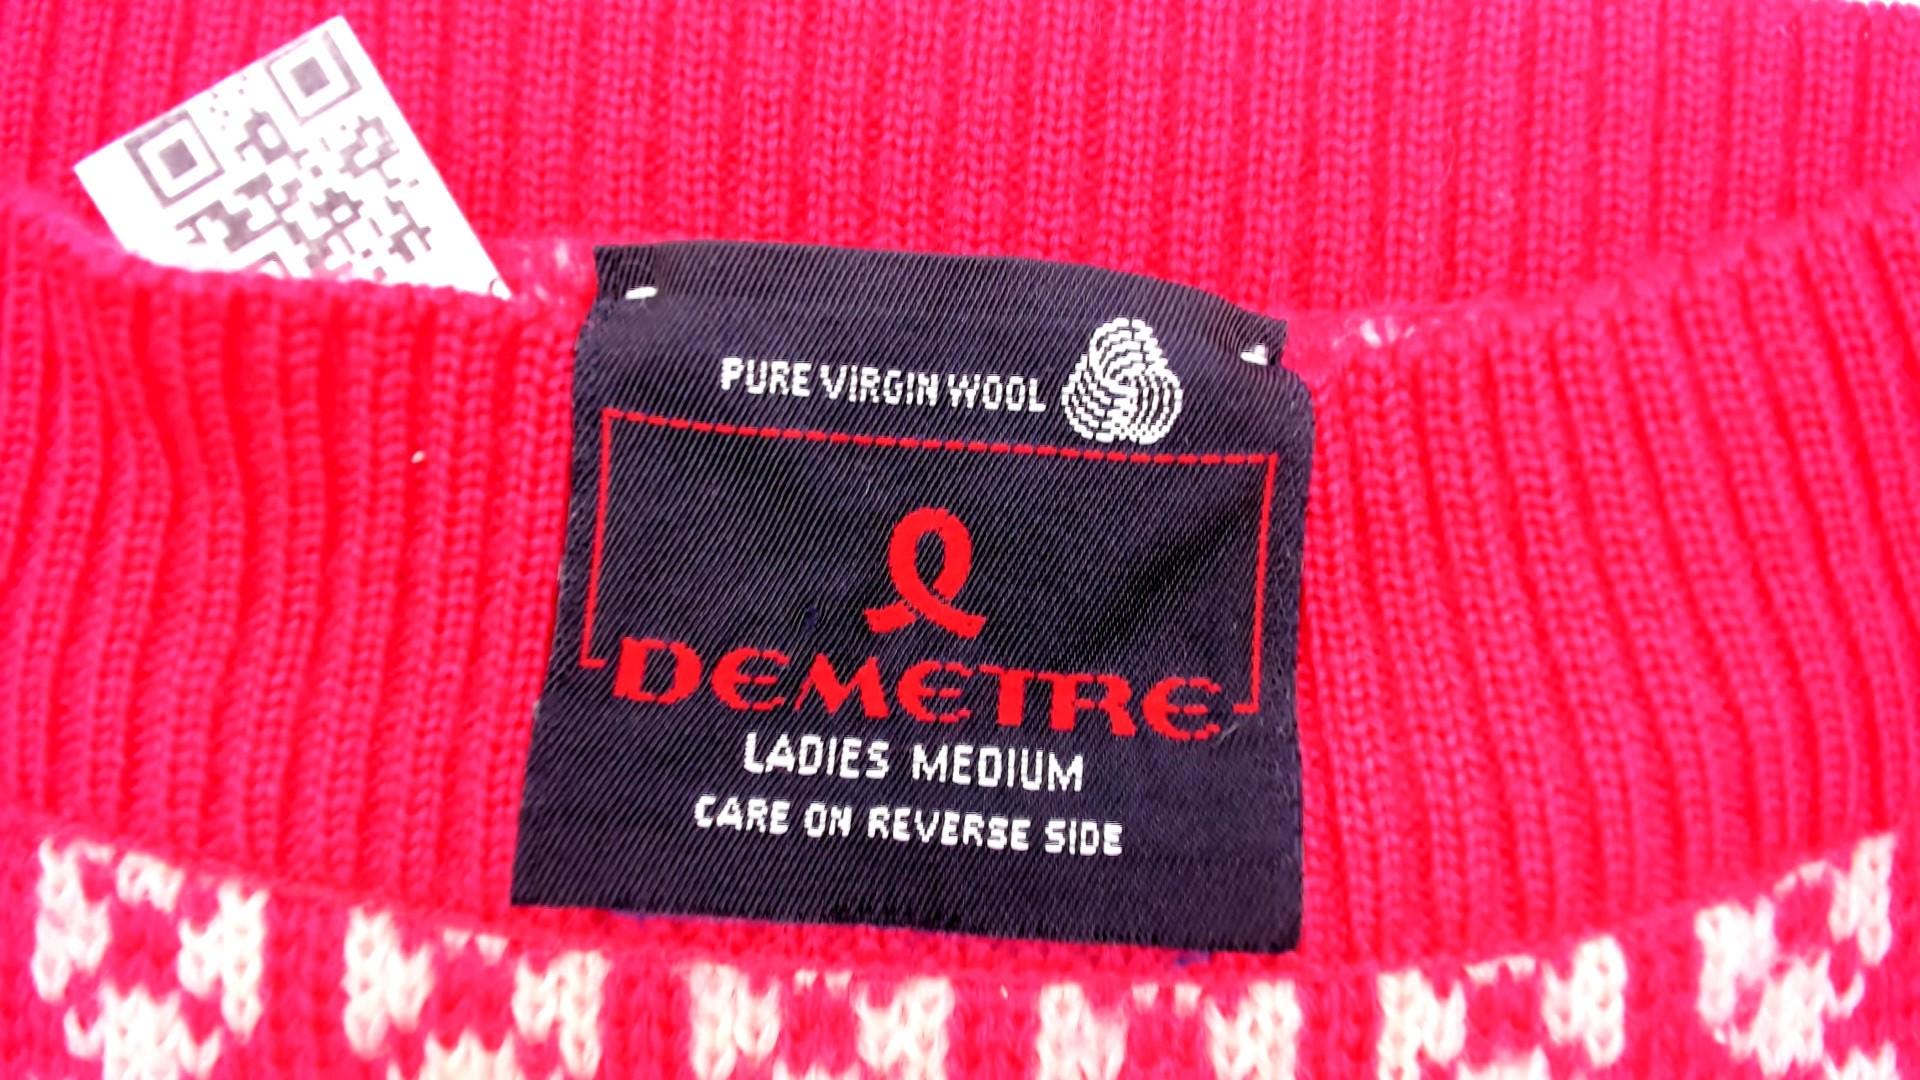 PURE VIRGIN WOOL
DEMETRE
LADIES MEDIUM
CARE ON REVERSE SIDE